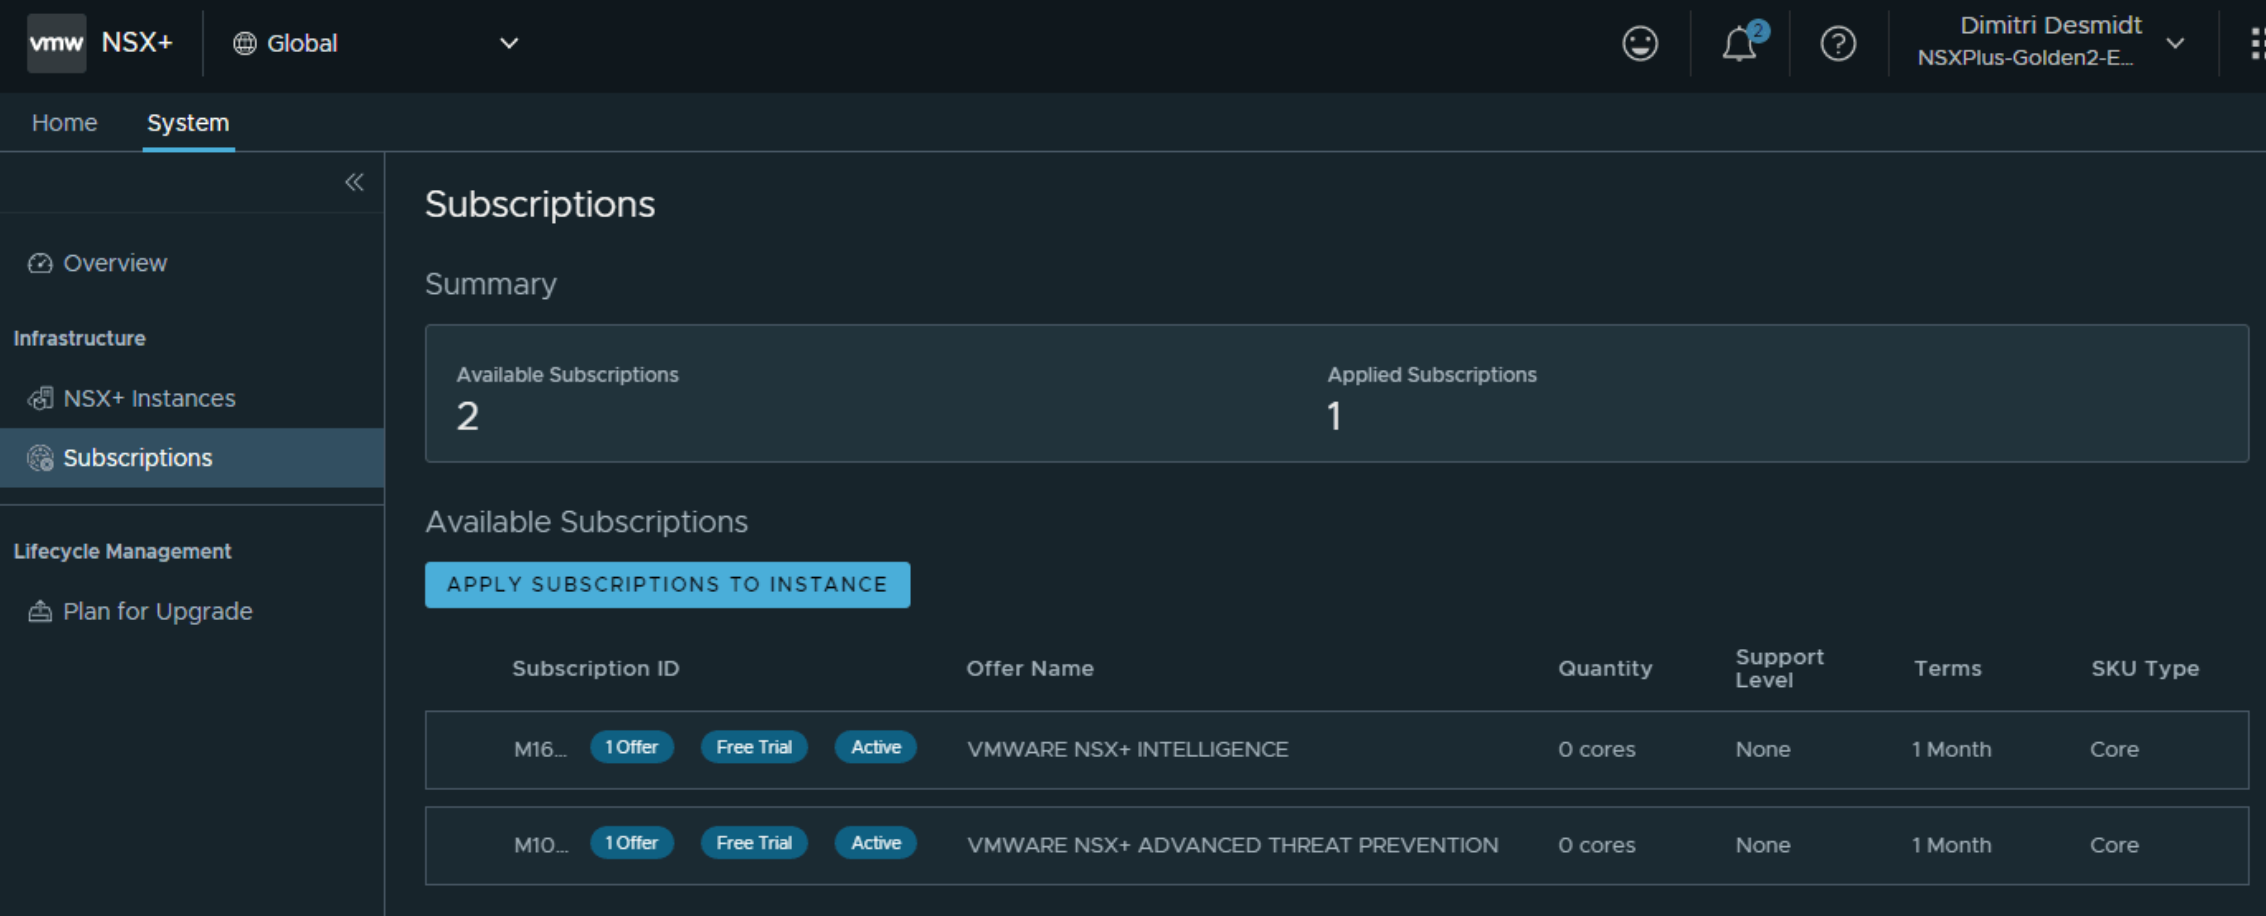 vmw NSX+ Global 2 Dimitri Desmidt
NSXPlus-Golden2-E...
Home System
Subscriptions
Overview
Summary
Infrastructure
NSX+ Instances
Subscriptions
Available Subscriptions Applied Subscriptions
2 1
Available Subscriptions
Lifecycle Management
Plan for Upgrade
APPLY SUBSCRIPTIONS TO INSTANCE
Subscription ID Offer Name Quantity Support Level Terms SKU Type
M16... 1 Offer Free Trial Active VMWARE NSX+ INTELLIGENCE 0 cores None 1 Month Core
M10... 1 Offer Free Trial Active VMWARE NSX+ ADVANCED THREAT PREVENTION 0 cores None 1 Month Core